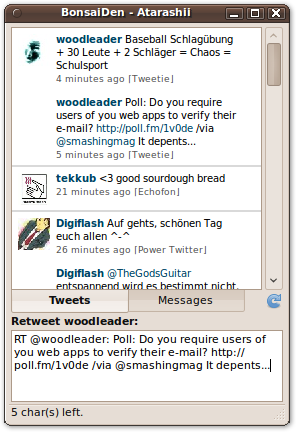 BonsaiDen - Atarashii
woodleader Baseball Schlagübung
+ 30 Leute + 2 Schläger = Chaos =
Schulsport
4 minutes ago [Tweetie]
woodleader Poll: Do you require
users of you web apps to verify their
e-mail? http://poll.fm/1v0de /via
@smashingmag It depents...
5 minutes ago [Tweetie]
tekkub <3 good sourdough bread
21 minutes ago [Echofon]
Digiflash Auf gehts, schönen Tag
euch allen ^-^
26 minutes ago [Power Twitter]
Digiflash @TheGodsGuitar
entspannend wird es bestimmt nicht,
Tweets
Messages
Retweet woodleader:
RT @woodleader: Poll: Do you require users of
you web apps to verify their e-mail? http://
poll.fm/1v0de /via @smashingmag It depents...
5 char(s) left.